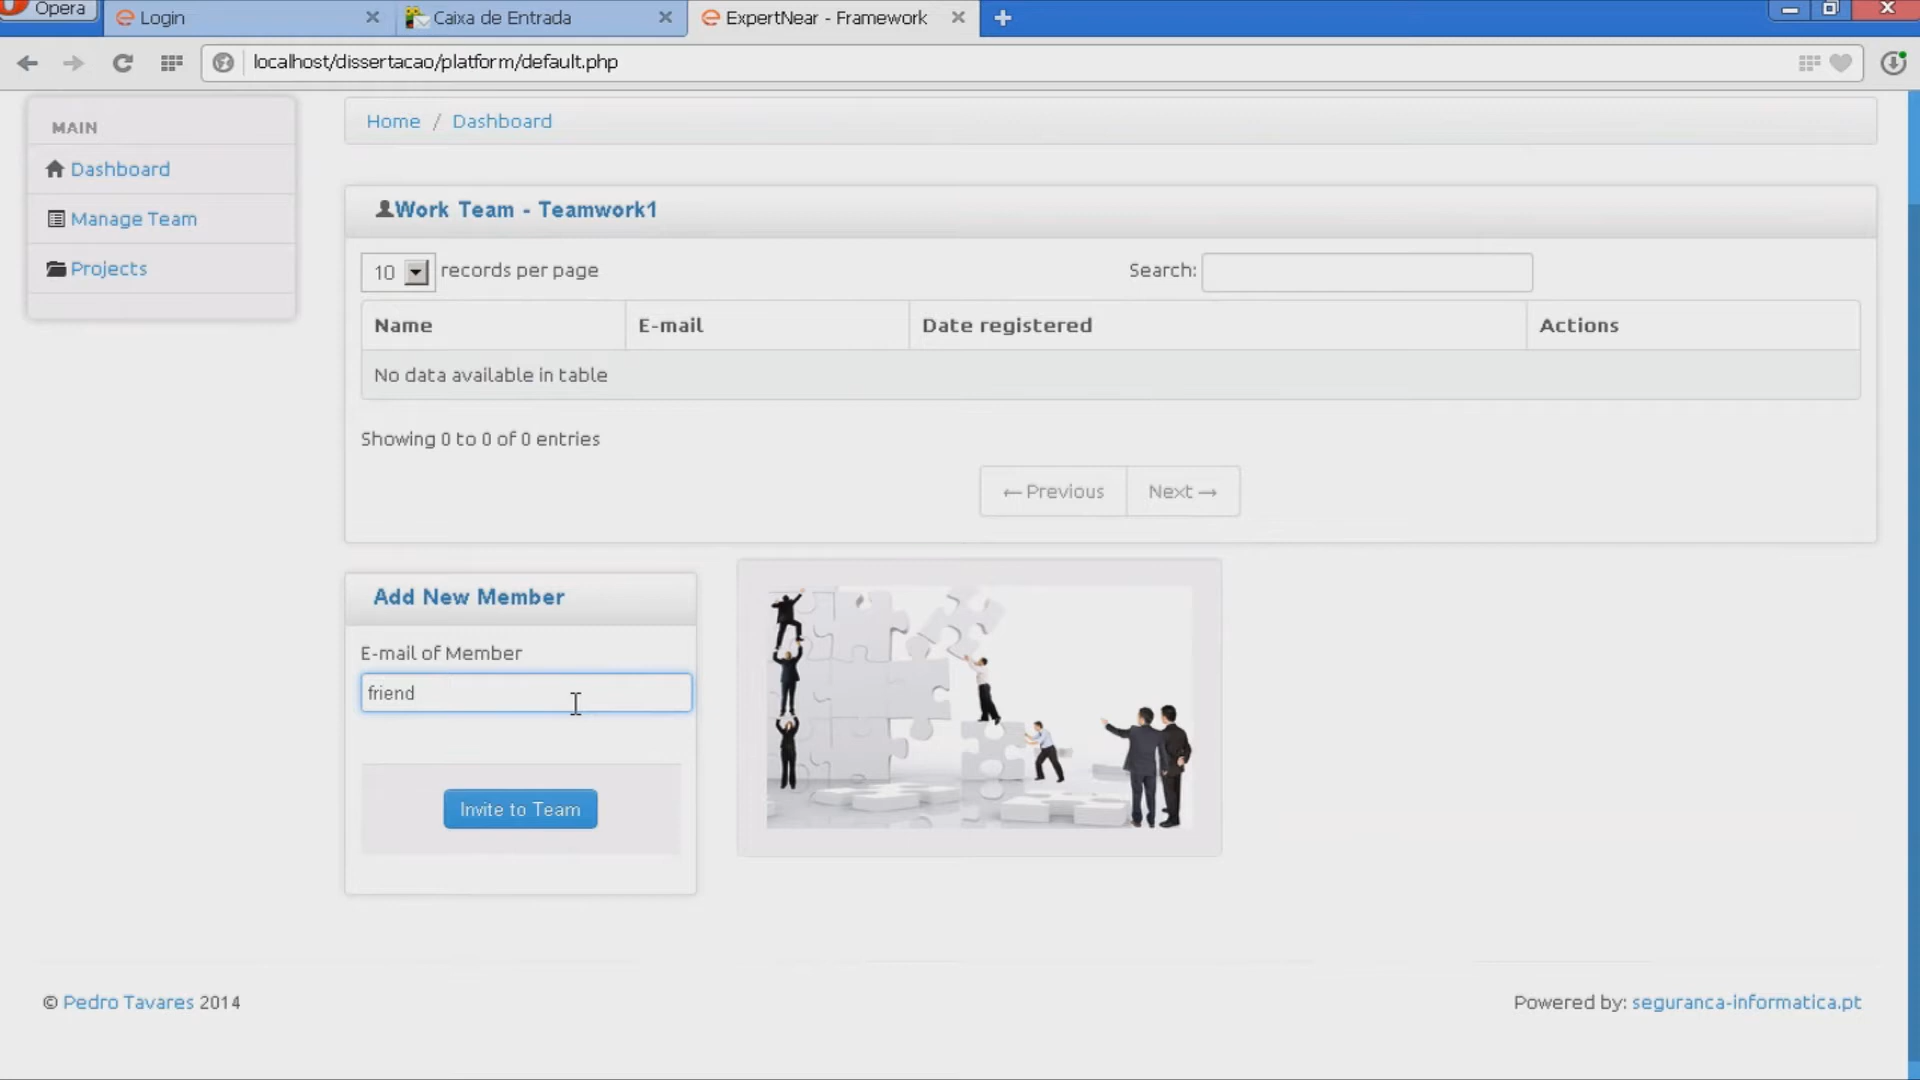 Opera
Login
Caixa de Entrada
ExpertNear - Framework
localhost/dissertacao/platform/default.php
MAIN
Dashboard
Manage Team
Projects
Home / Dashboard
Work Team - Teamwork1
10 records per page
Search:
Name E-mail Date registered Actions
No data available in table
Showing 0 to 0 of 0 entries
← Previous Next →
Add New Member
E-mail of Member
friend
Invite to Team
© Pedro Tavares 2014
Powered by: seguranca-informatica.pt